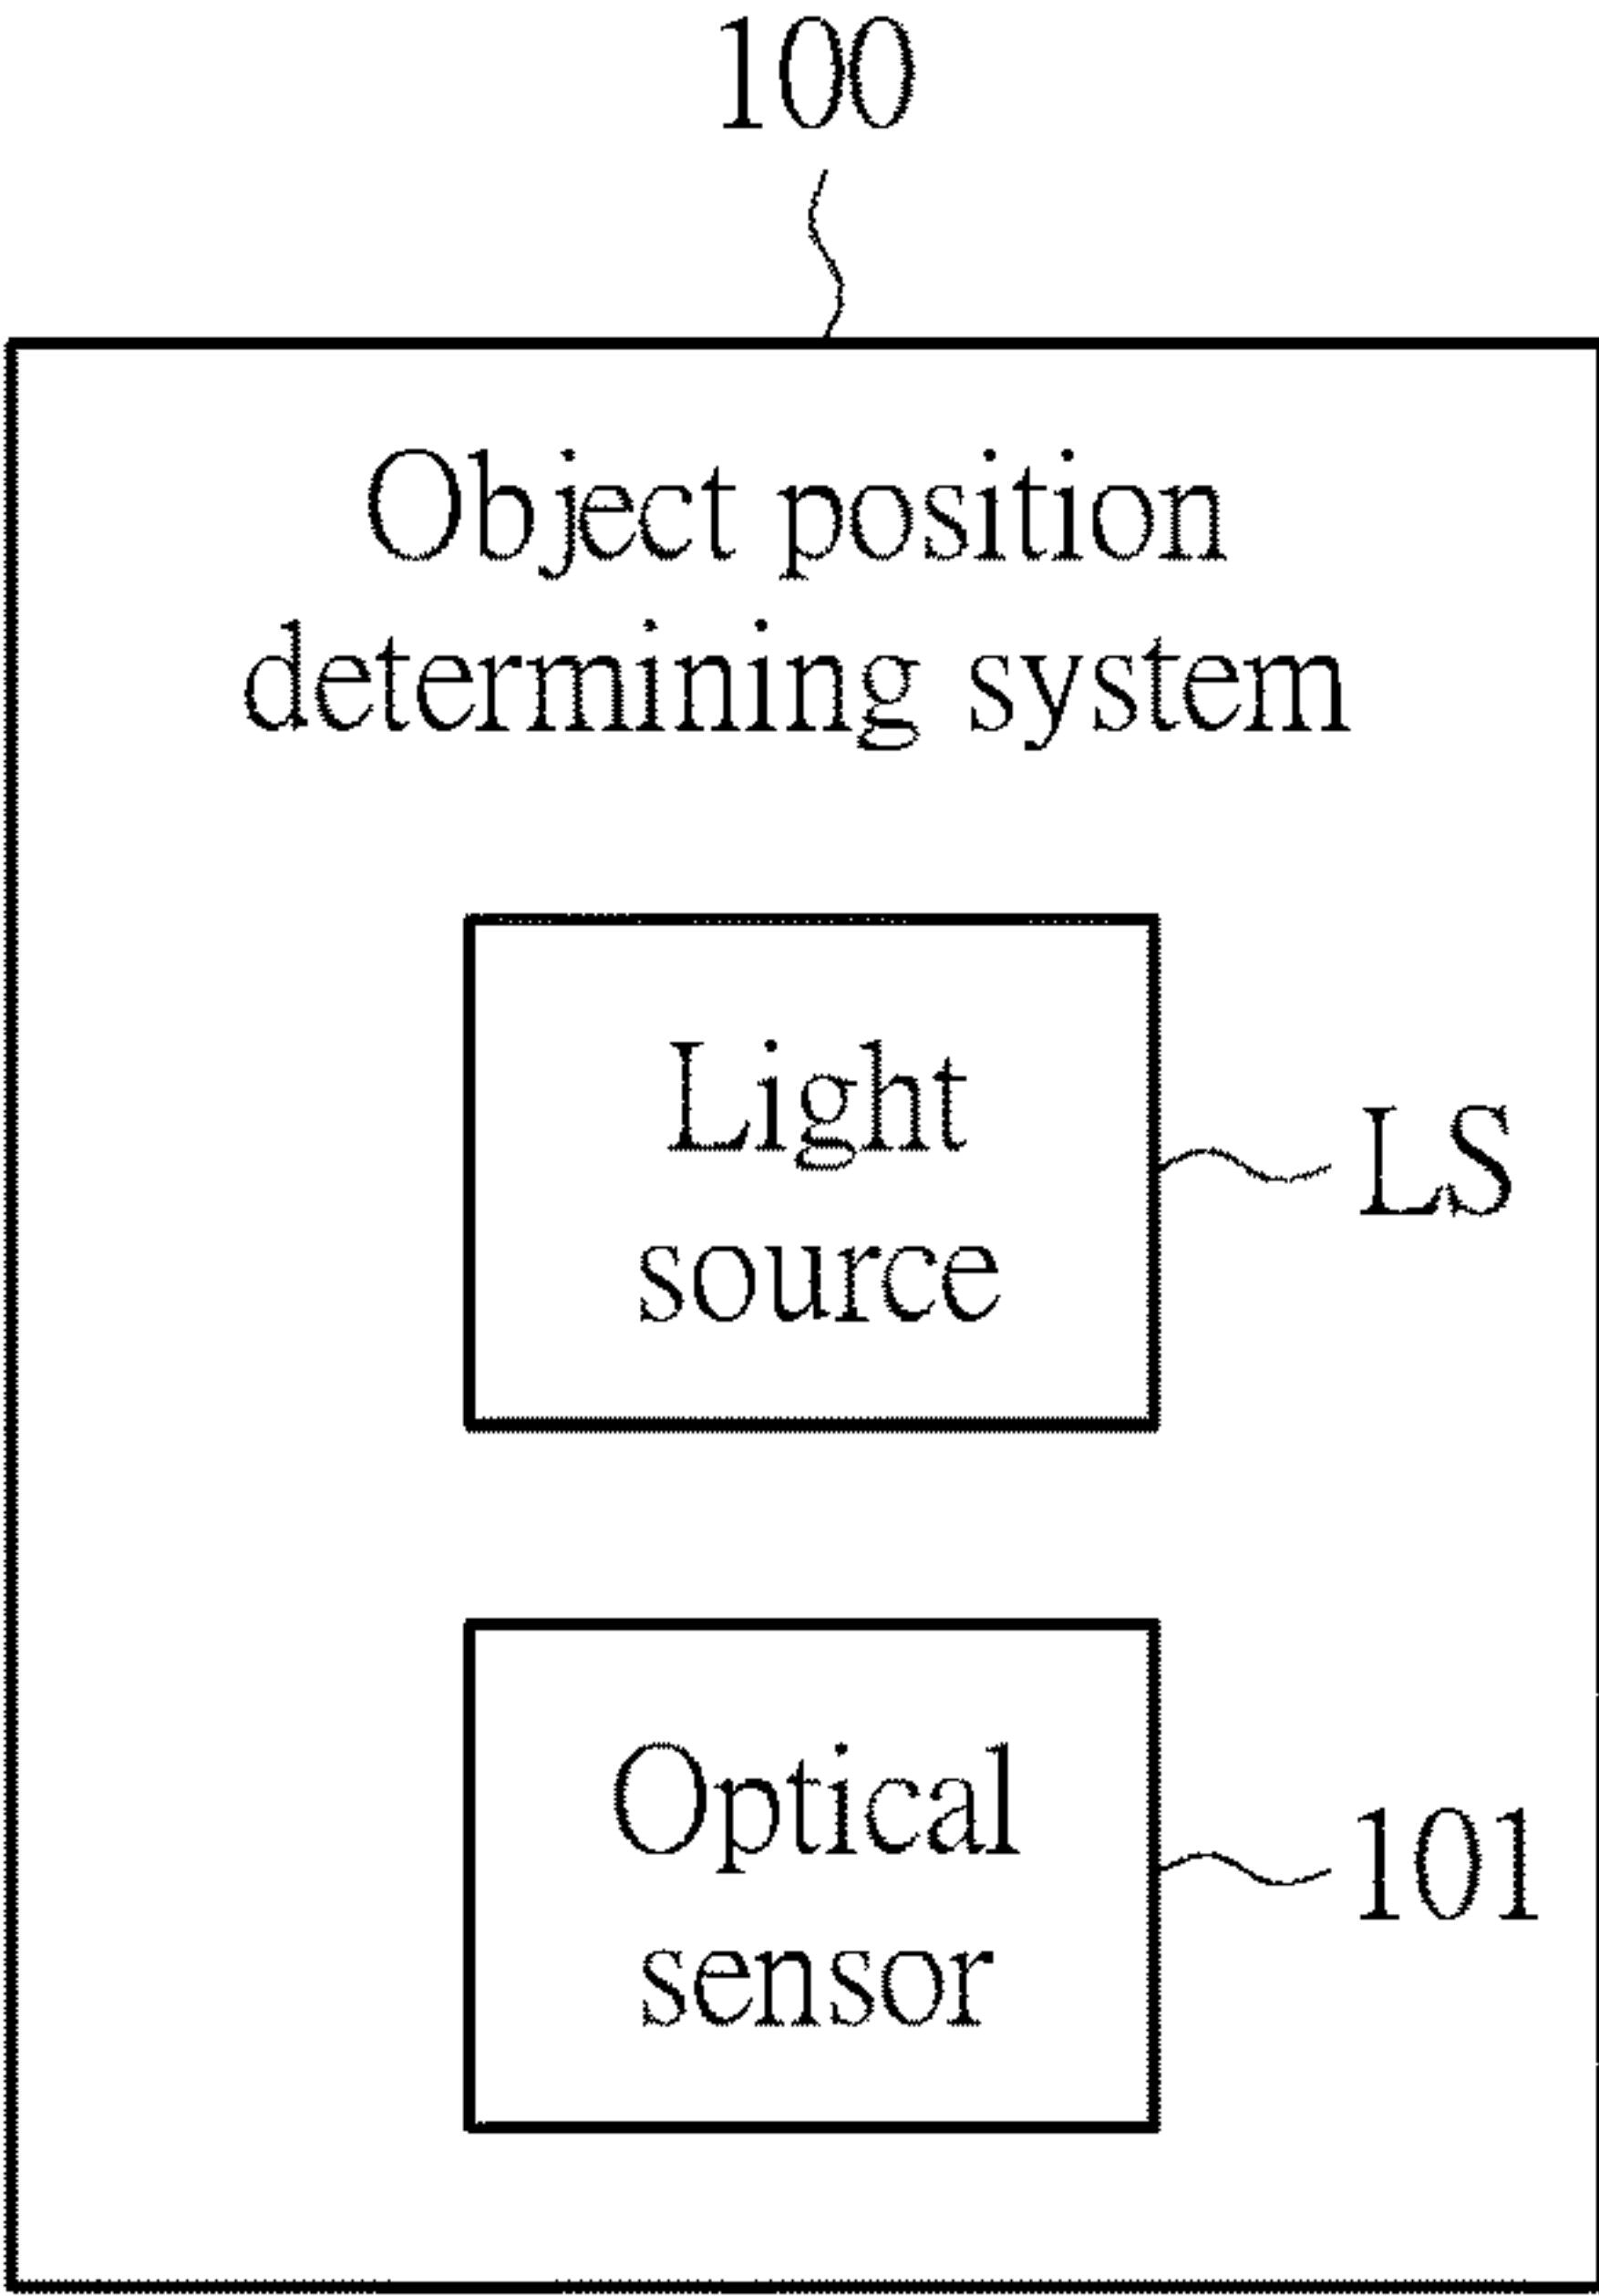 100
Object position
determining system
Light
source
LS
Optical
sensor
101